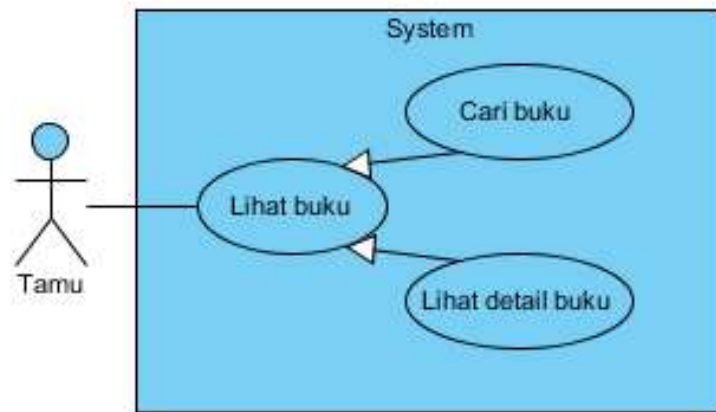 System
Cari buku
Lihat buku
Tamu
Lihat detail buku